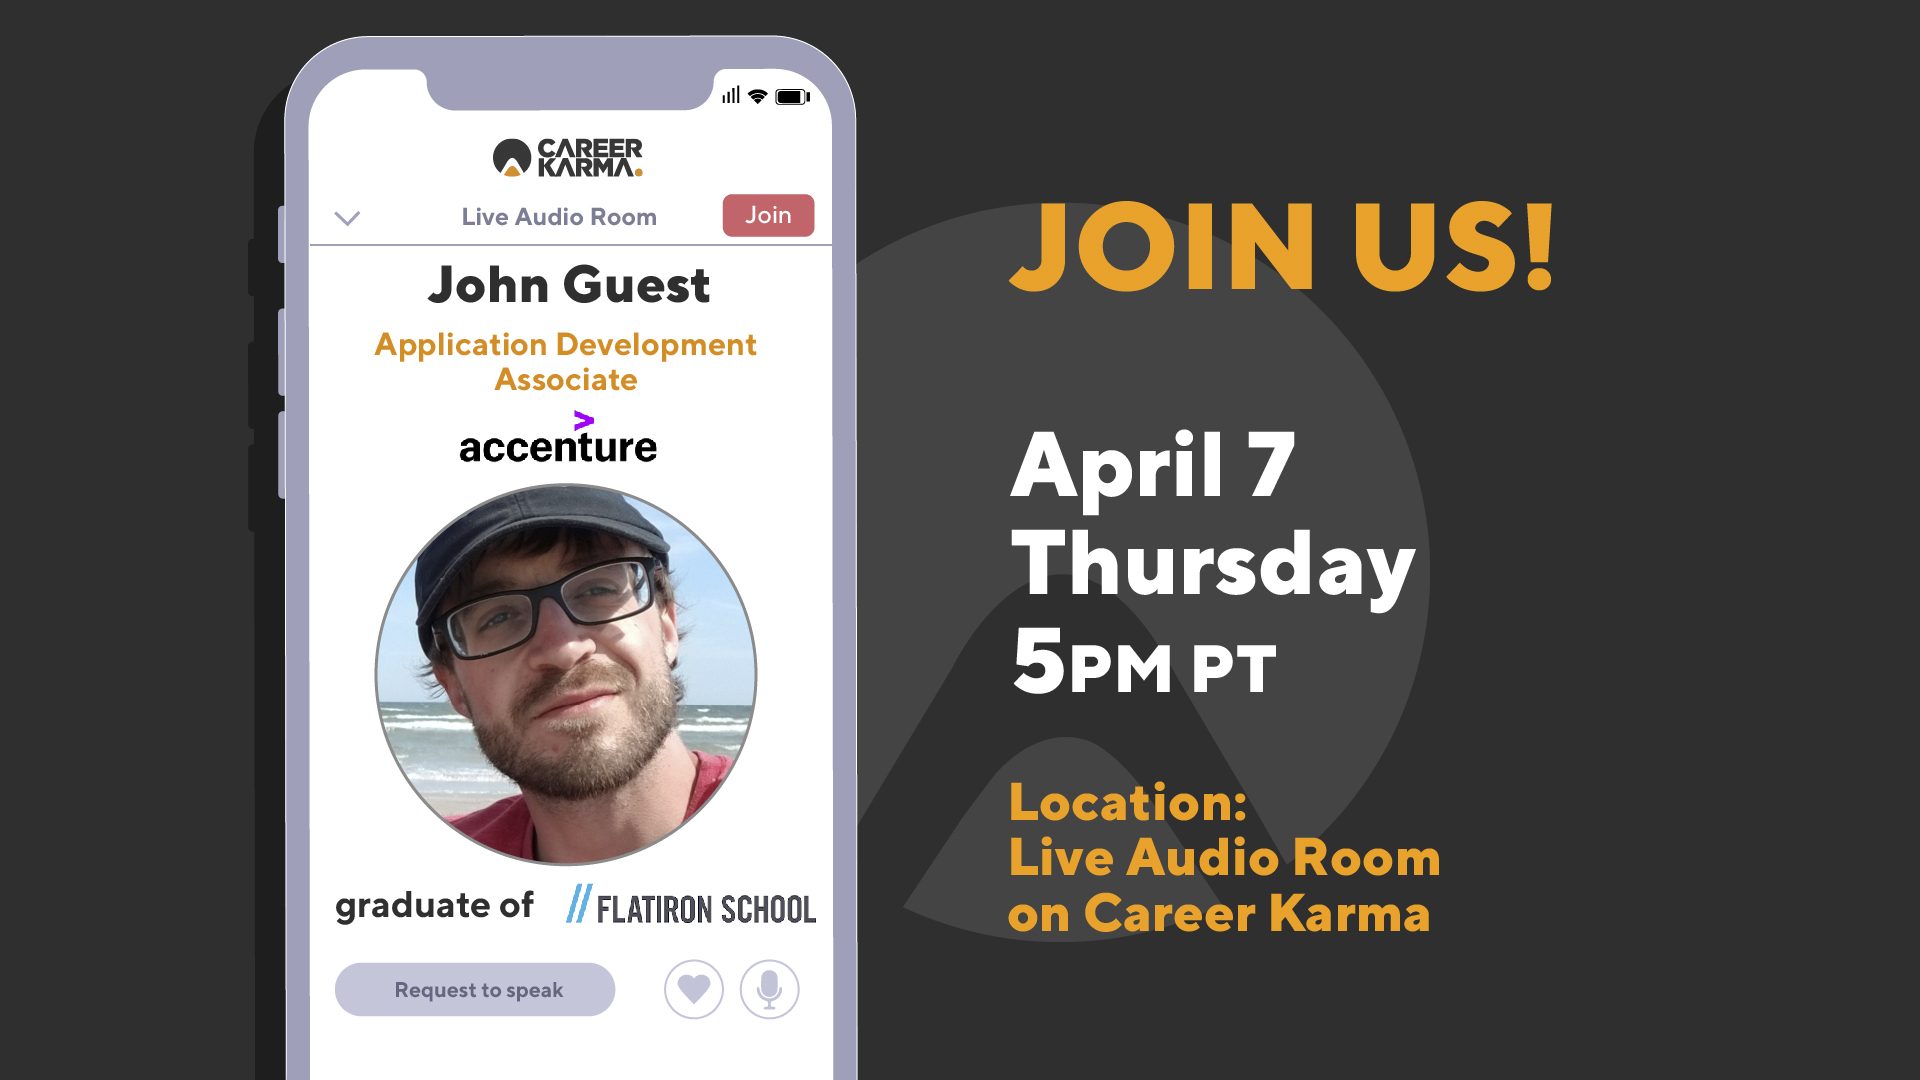 CAREER
KARMA.
Live Audio Room
Join
John Guest
Application Development
Associate
>
accenture
graduate of
// FLATIRON SCHOOL
Request to speak
JOIN US!
April 7
Thursday
5PM PT
Location:
Live Audio Room
on Career Karma